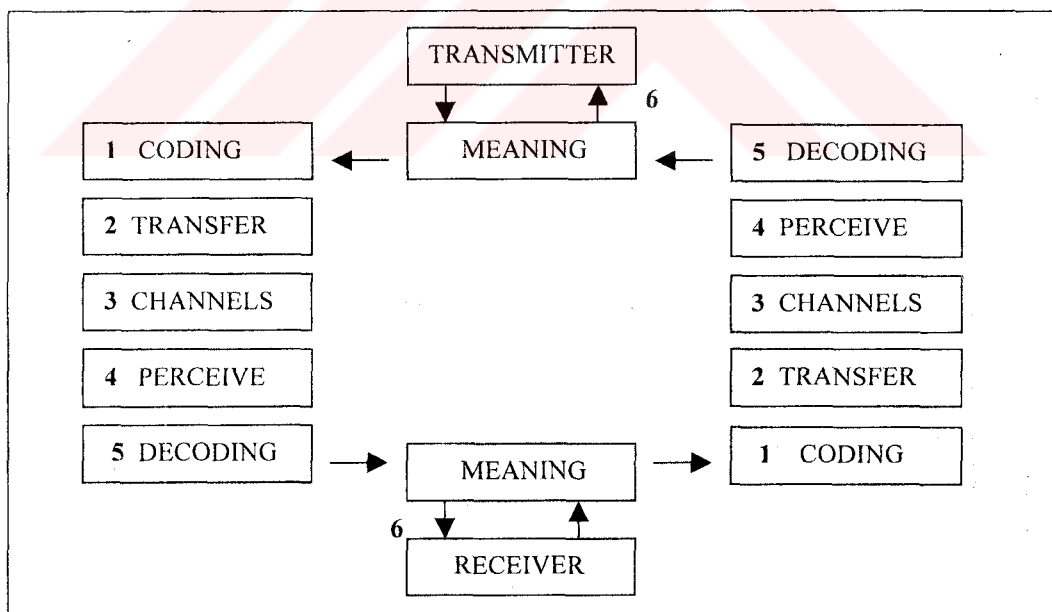 TRANSMITTER
6
1 CODING
MEANING
5 DECODING
2 TRANSFER
4 PERCEIVE
3 CHANNELS
3 CHANNELS
4 PERCEIVE
2 TRANSFER
5 DECODING
MEANING
1 CODING
6
RECEIVER